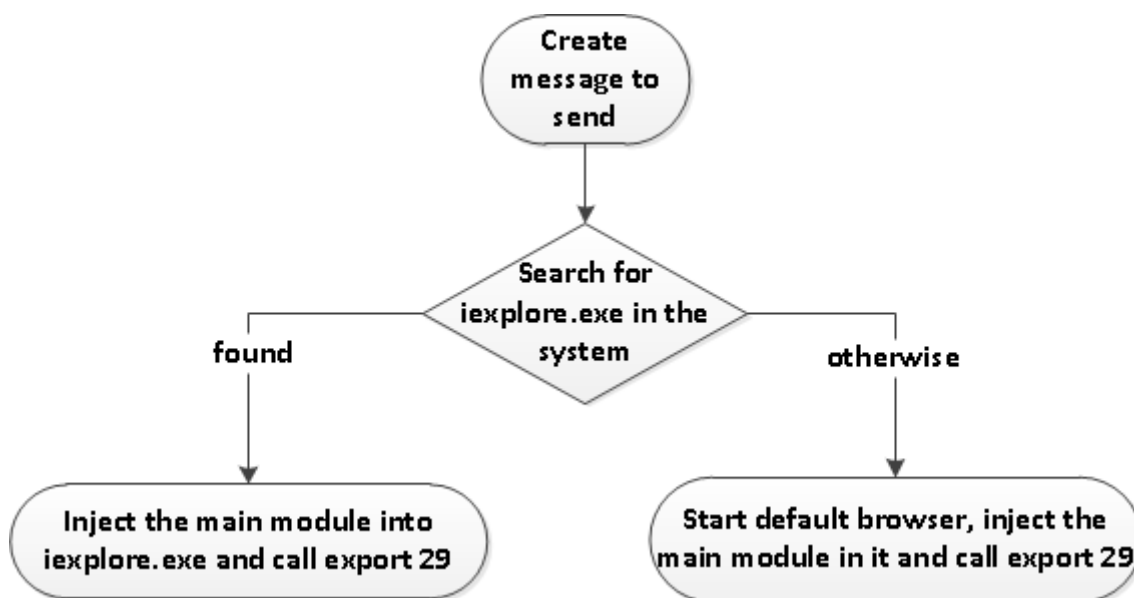 Create
message to
send
Search for
iexplore.exe in the
system
found
otherwise
Inject the main module into
iexplore.exe and call export 29
Start default browser, inject the
main module in it and call export 29